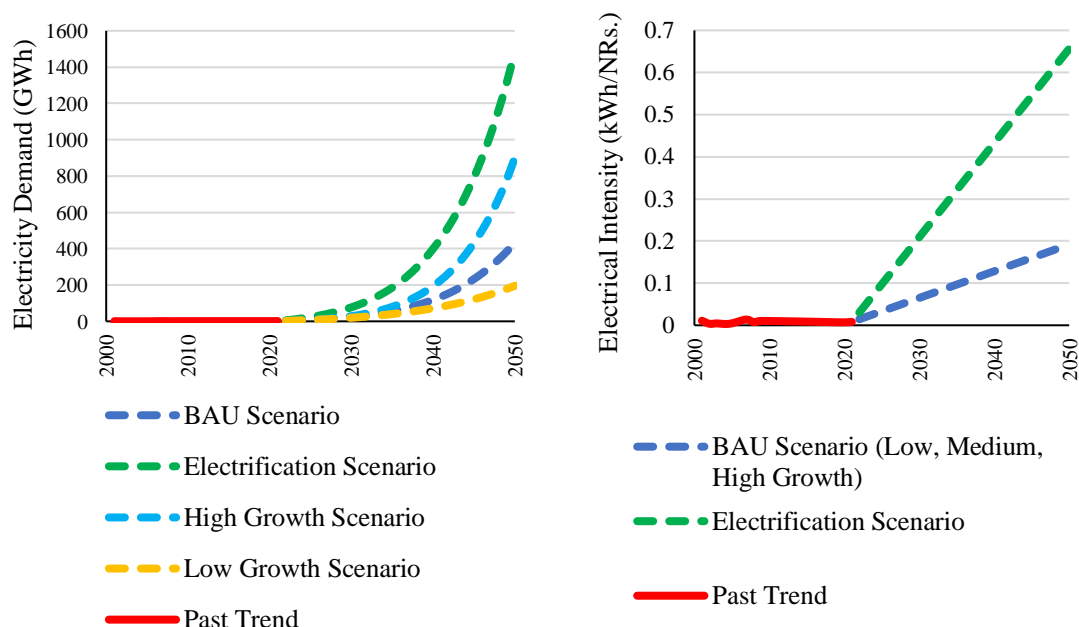 Electricity Demand (GWh)
1600
1400
1200
1000
800
600
400
200
0
2000
2010
2020
2030
2040
2050
BAU Scenario
Electrification Scenario
High Growth Scenario
Low Growth Scenario
Past Trend
Electrical Intensity (kWh/NRs.)
0.7
0.6
0.5
0.4
0.3
0.2
0.1
0
2000
2010
2020
2030
2040
2050
BAU Scenario (Low, Medium,
High Growth)
Electrification Scenario
Past Trend